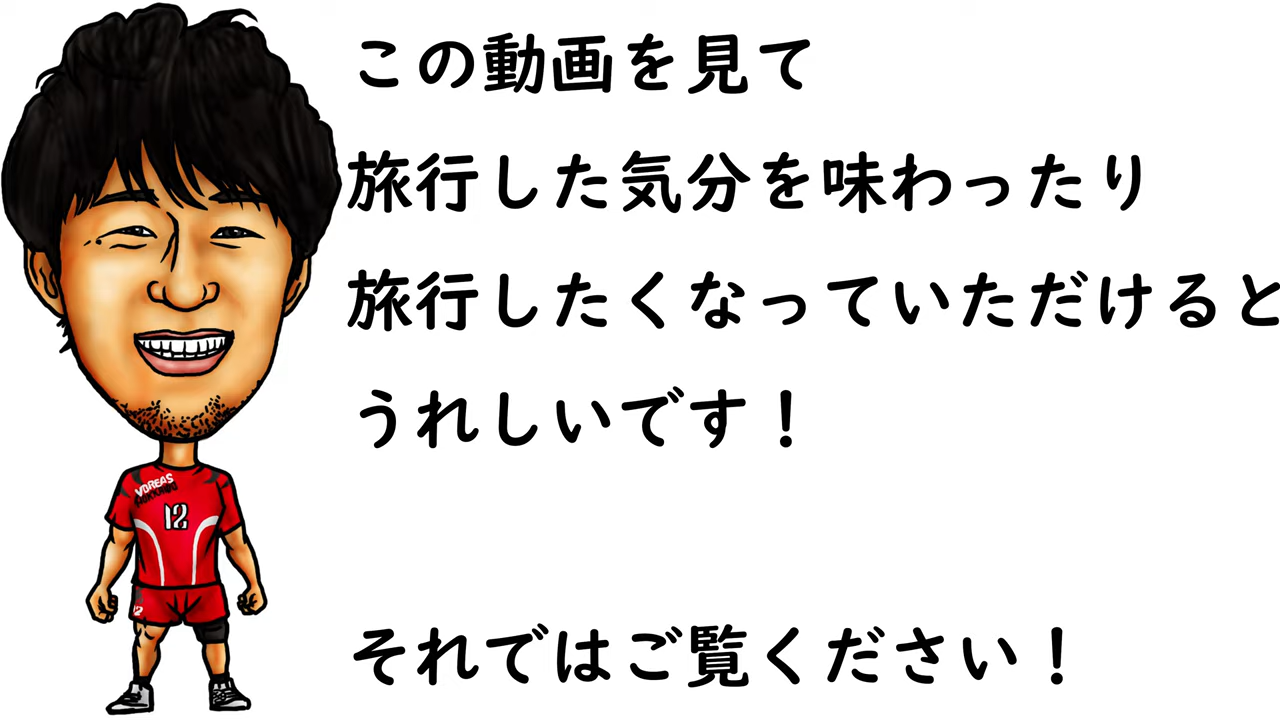 この動画を見て
旅行した気分を味わったり
旅行したくなっていただけると
うれしいです！
それではご覧ください！
VOREAS
HOKKAIDO
12
12